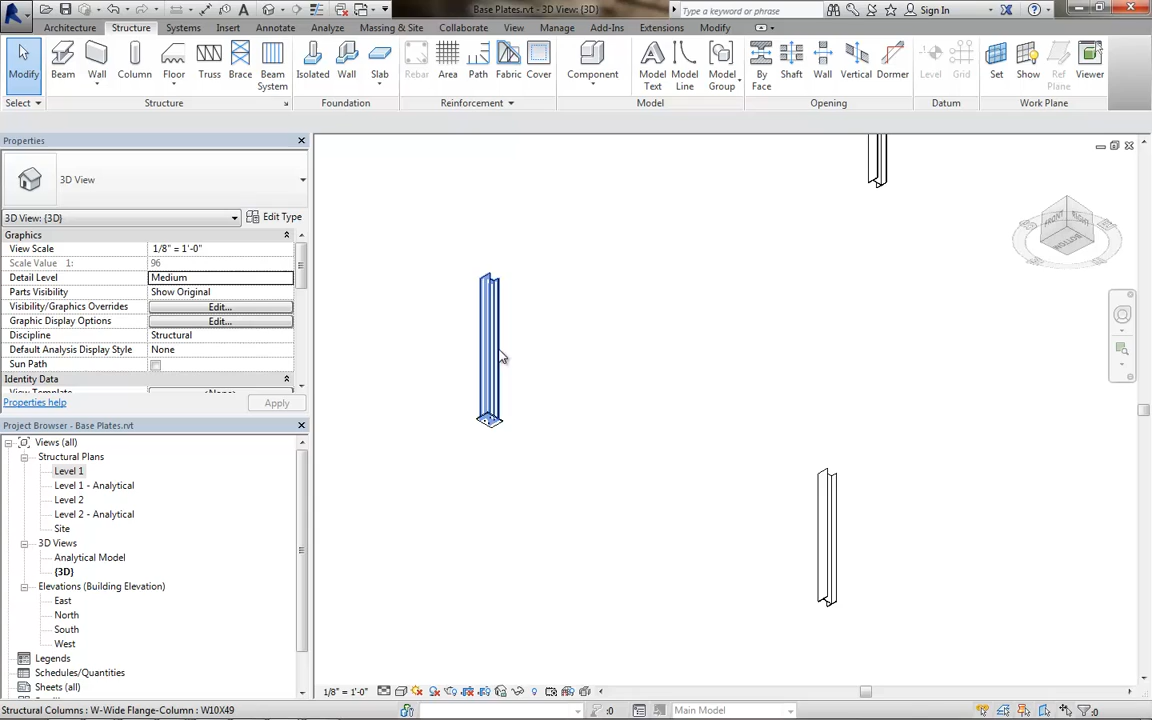 Base Plates.rvt - 3D View: {3D}
Type a keyword or phrase
Sign In
Architecture Structure Systems Insert Annotate Analyze Massing & Site Collaborate View Manage Add-Ins Extensions Modify
Modify Beam Wall Column Floor Truss Brace Beam System Isolated Wall Slab Rebar Area Path Fabric Cover Component Model Text Model Line Model Group By Face Shaft Wall Vertical Dormer Level Grid Set Show Ref Plane Viewer
Select Structure Foundation Reinforcement Model Opening Datum Work Plane
Properties
3D View
3D View: {3D} Edit Type
Graphics
View Scale 1/8" = 1'-0"
Scale Value 1: 96
Detail Level Medium
Parts Visibility Show Original
Visibility/Graphics Overrides Edit...
Graphic Display Options Edit...
Discipline Structural
Default Analysis Display Style None
Sun Path
Identity Data
View Template <None>
Properties help Apply
Project Browser - Base Plates.rvt
Views (all)
Structural Plans
Level 1
Level 1 - Analytical
Level 2
Level 2 - Analytical
Site
3D Views
Analytical Model
{3D}
Elevations (Building Elevation)
East
North
South
West
Legends
Schedules/Quantities
Sheets (all)
FRONT RIGHT BOTTOM
1/8" = 1'-0"
Structural Columns : W-Wide Flange-Column : W10X49
:0 Main Model :0